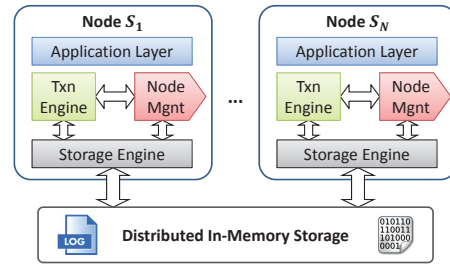 Node S₁
Application Layer
Txn Engine
Node Mgnt
Storage Engine
...
Node S_N
Application Layer
Txn Engine
Node Mgnt
Storage Engine
LOG
Distributed In-Memory Storage
010110
110011
101000
0001